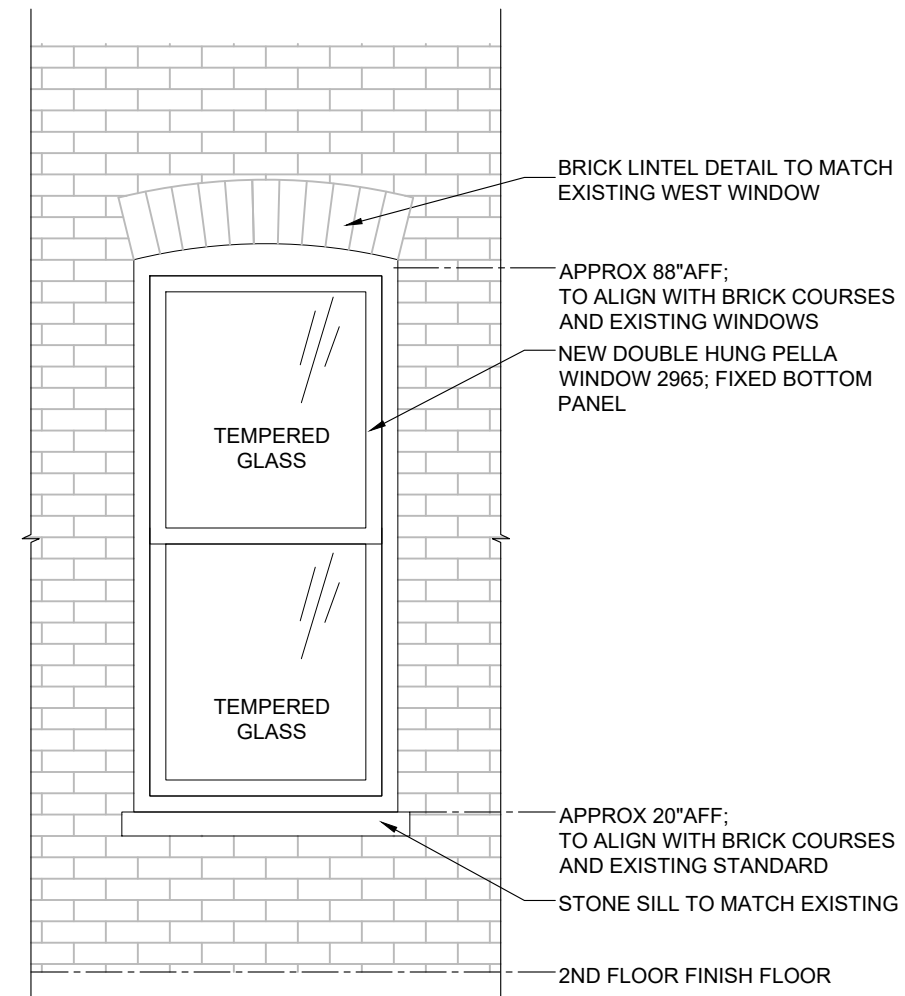 BRICK LINTEL DETAIL TO MATCH
EXISTING WEST WINDOW
APPROX 88"AFF;
TO ALIGN WITH BRICK COURSES
AND EXISTING WINDOWS
NEW DOUBLE HUNG PELLA
WINDOW 2965; FIXED BOTTOM
PANEL
TEMPERED
GLASS
TEMPERED
GLASS
APPROX 20"AFF;
TO ALIGN WITH BRICK COURSES
AND EXISTING STANDARD
STONE SILL TO MATCH EXISTING
2ND FLOOR FINISH FLOOR